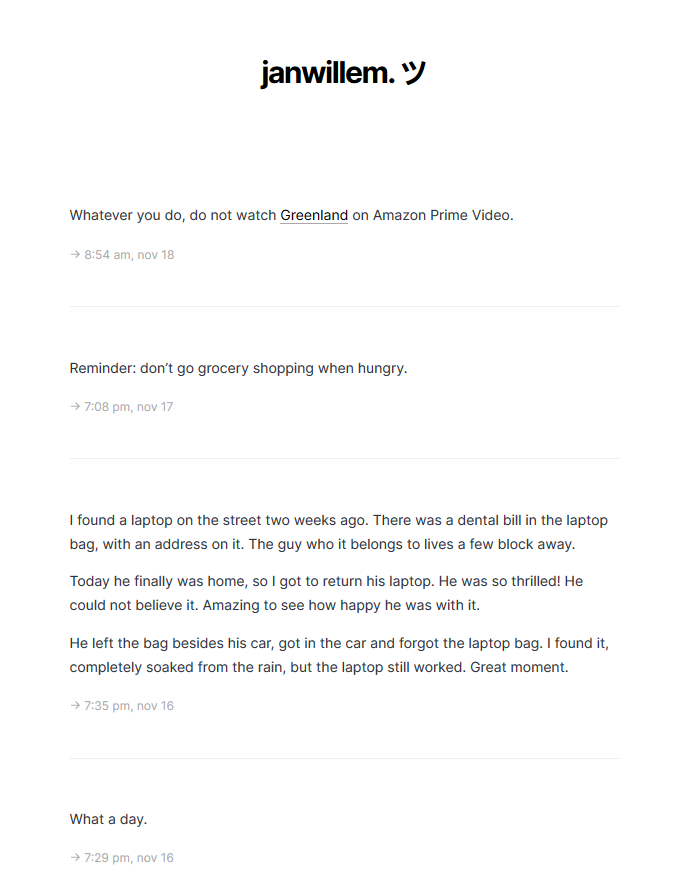 janwillem. ツ
Whatever you do, do not watch Greenland on Amazon Prime Video.
→ 8:54 am, nov 18
Reminder: don’t go grocery shopping when hungry.
→ 7:08 pm, nov 17
I found a laptop on the street two weeks ago. There was a dental bill in the laptop
bag, with an address on it. The guy who it belongs to lives a few block away.
Today he finally was home, so I got to return his laptop. He was so thrilled! He
could not believe it. Amazing to see how happy he was with it.
He left the bag besides his car, got in the car and forgot the laptop bag. I found it,
completely soaked from the rain, but the laptop still worked. Great moment.
→ 7:35 pm, nov 16
What a day.
→ 7:29 pm, nov 16